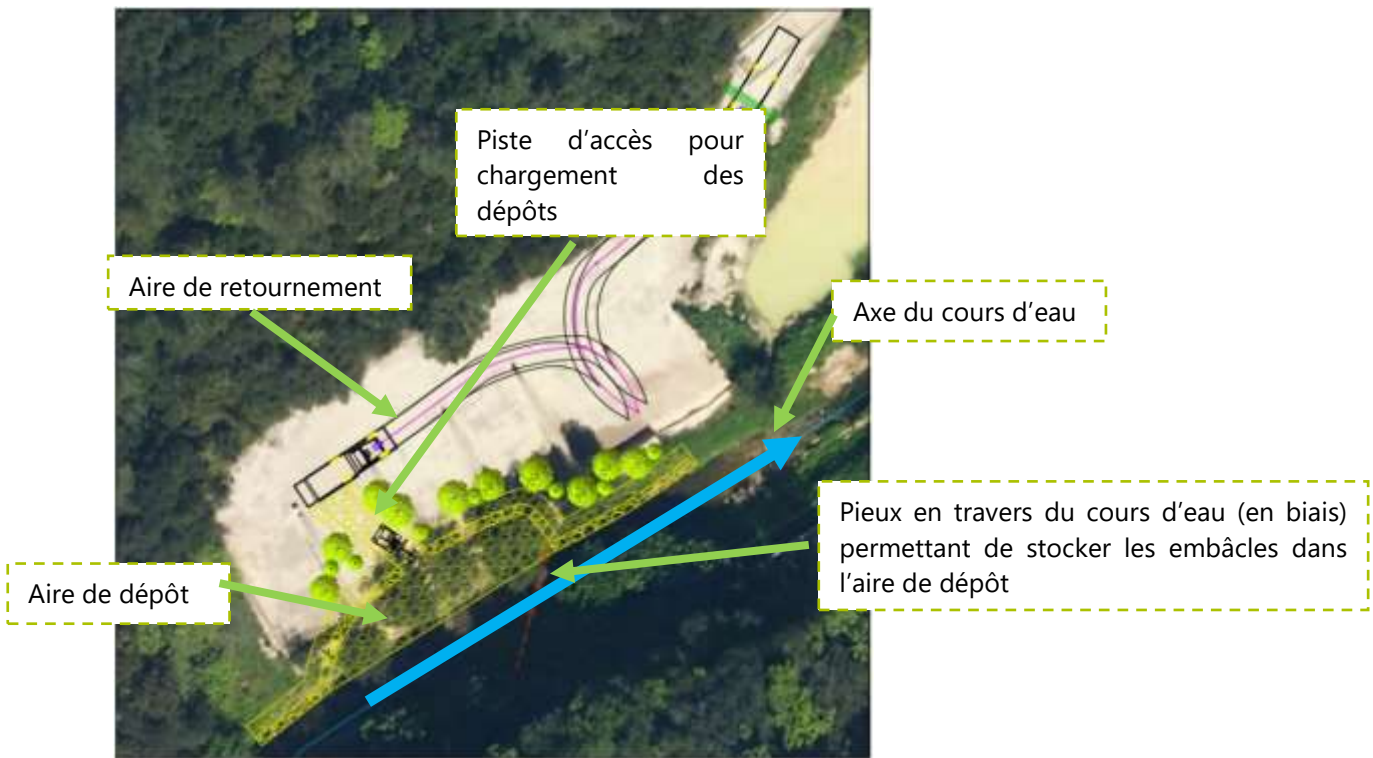 Piste d'accès pour
chargement des
dépôts
Aire de retournement
Axe du cours d'eau
Pieux en travers du cours d'eau (en biais)
permettant de stocker les embâcles dans
l'aire de dépôt
Aire de dépôt